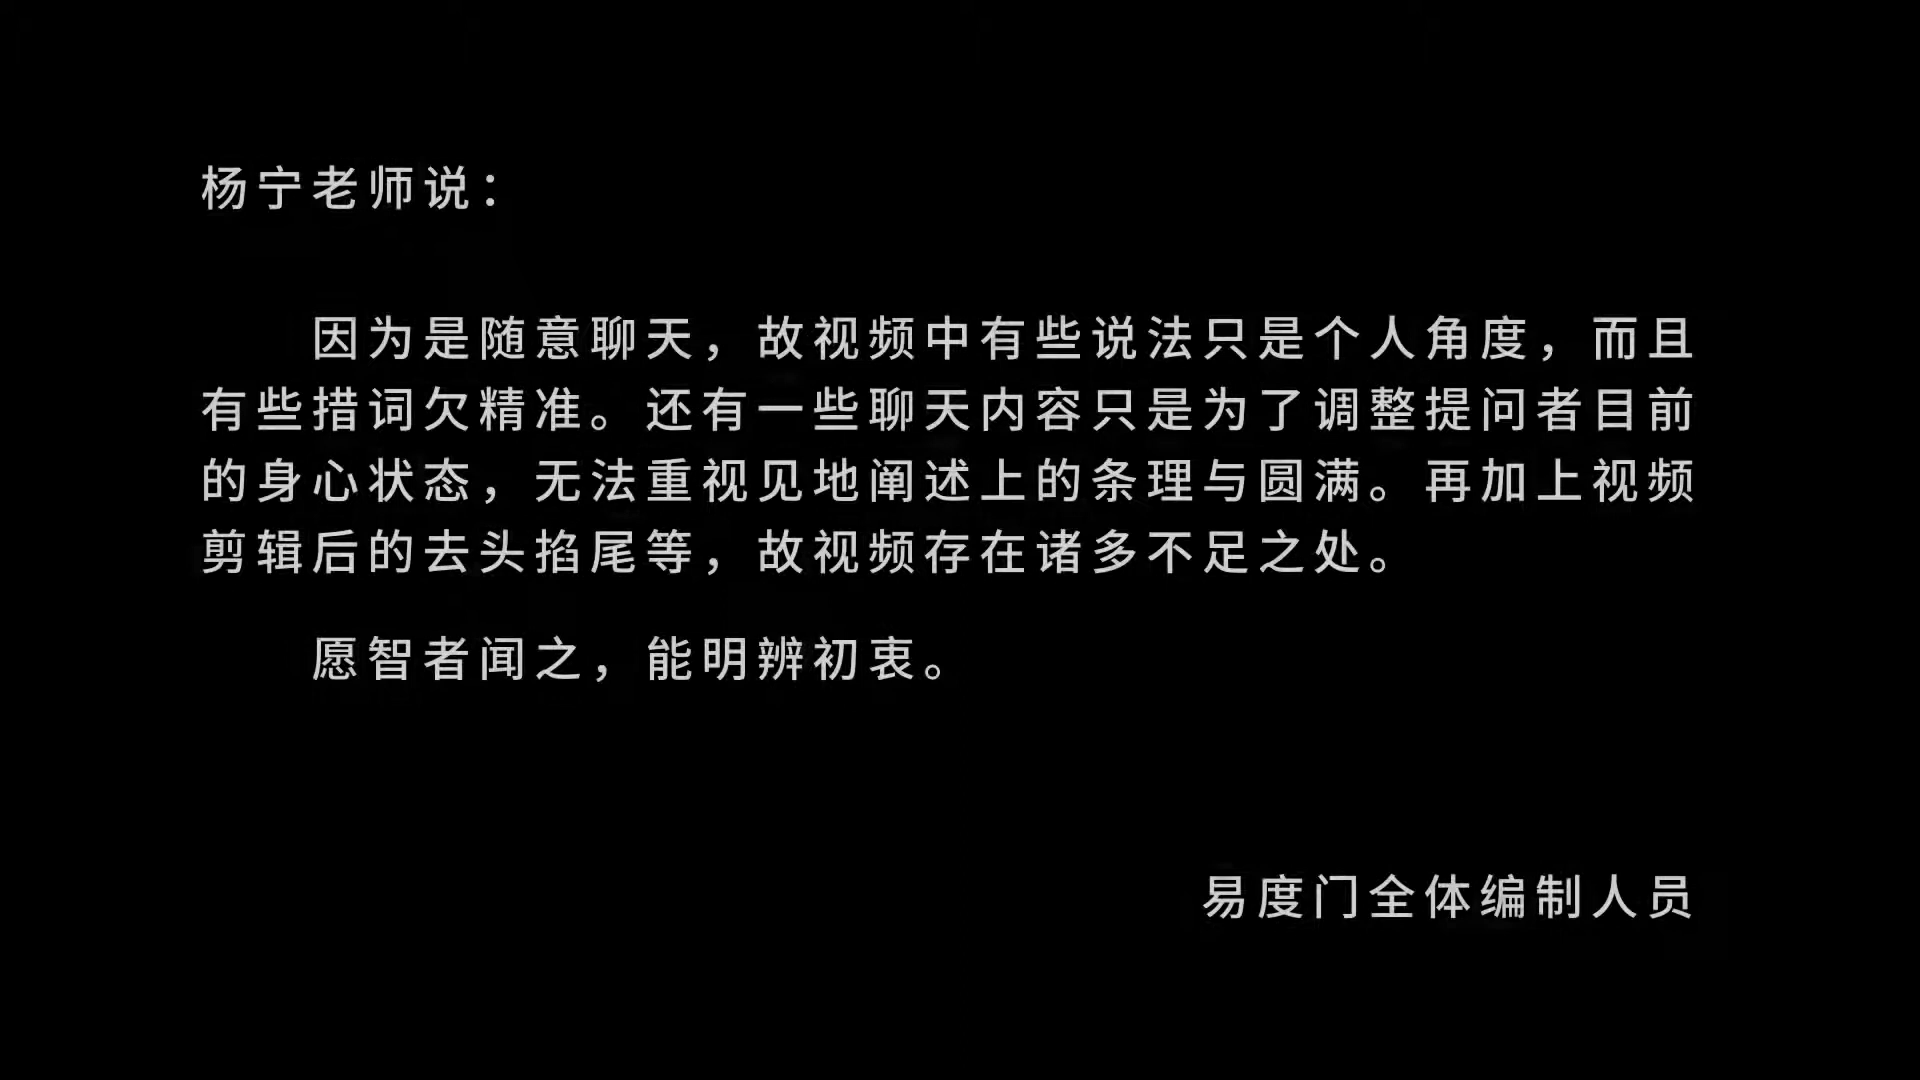 杨宁老师说：
因为是随意聊天，故视频中有些说法只是个人角度，而且
有些措词欠精准。还有一些聊天内容只是为了调整提问者目前
的身心状态，无法重视见地阐述上的条理与圆满。再加上视频
剪辑后的去头掐尾等，故视频存在诸多不足之处。
愿智者闻之，能明辨初衷。
易度门全体编制人员